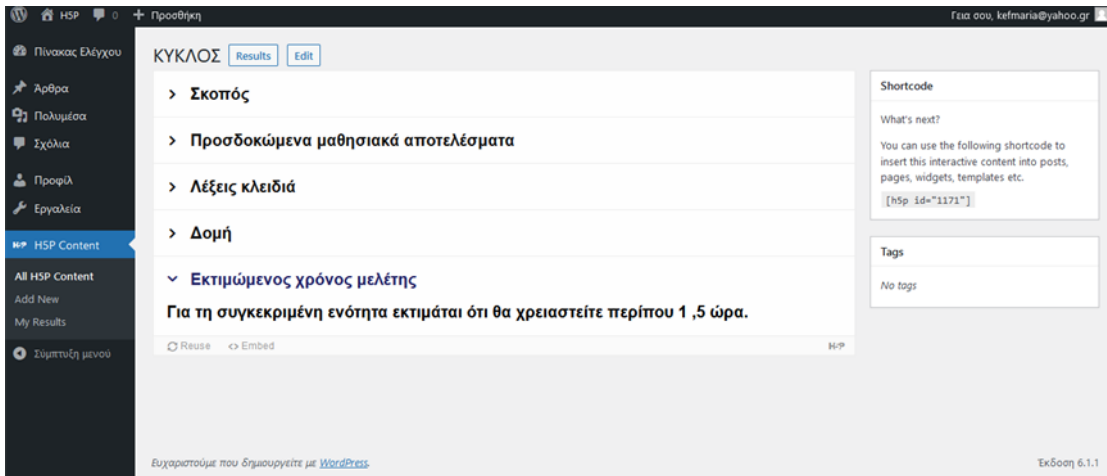 H5P 0 + Προσθήκη
Γεια σου, kefmaria@yahoo.gr
Πίνακας Ελέγχου
Άρθρα
Πολυμέσα
Σχόλια
Προφίλ
Εργαλεία
H5P H5P Content
All H5P Content
Add New
My Results
Σύμπτυξη μενού
ΚΥΚΛΟΣ Results Edit
Σκοπός
Προσδοκώμενα μαθησιακά αποτελέσματα
Λέξεις κλειδιά
Δομή
Εκτιμώμενος χρόνος μελέτης
Για τη συγκεκριμένη ενότητα εκτιμάται ότι θα χρειαστείτε περίπου 1 ,5 ώρα.
Reuse <> Embed H5P
Shortcode
What's next?
You can use the following shortcode to
insert this interactive content into posts,
pages, widgets, templates etc.
[h5p id="1171"]
Tags
No tags
Ευχαριστούμε που δημιουργείτε με WordPress.
Έκδοση 6.1.1